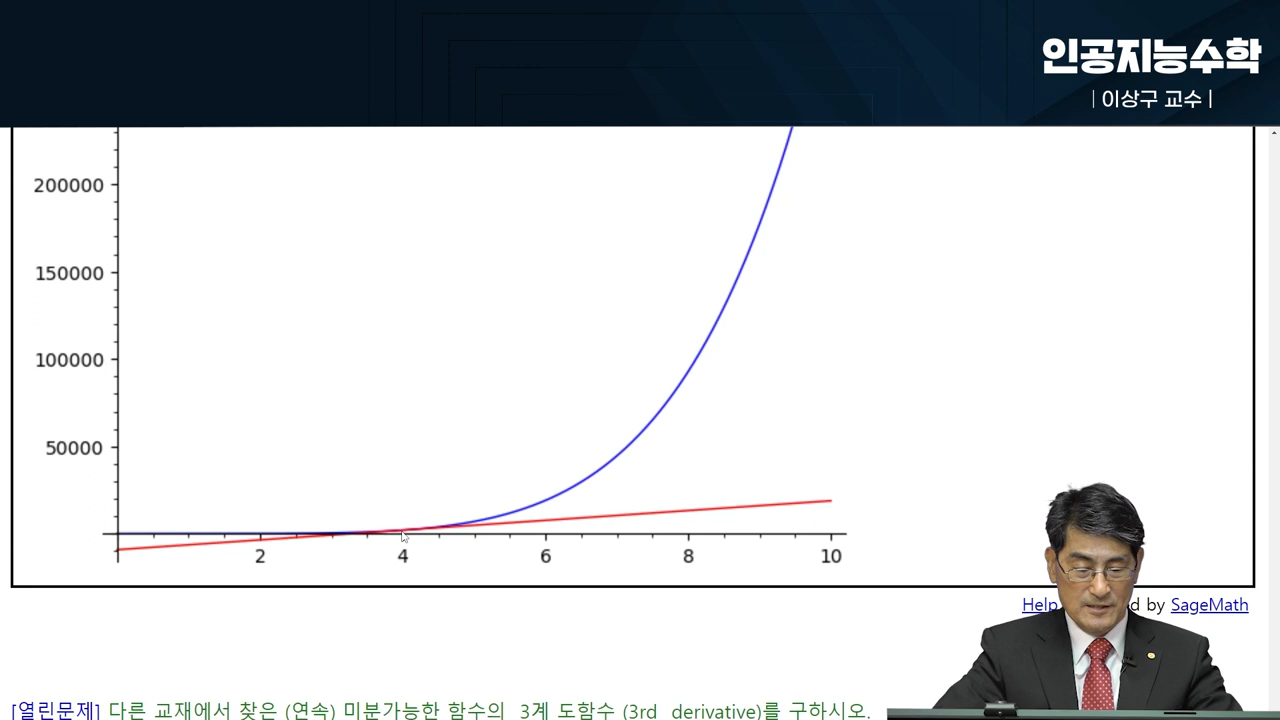 인공지능수학
| 이상구 교수 |
200000
150000
100000
50000
2 4 6 8 10
Help d by SageMath
[열린문제] 다른 교재에서 찾은 (연속) 미분가능한 함수의 3계 도함수 (3rd derivative)를 구하시오.